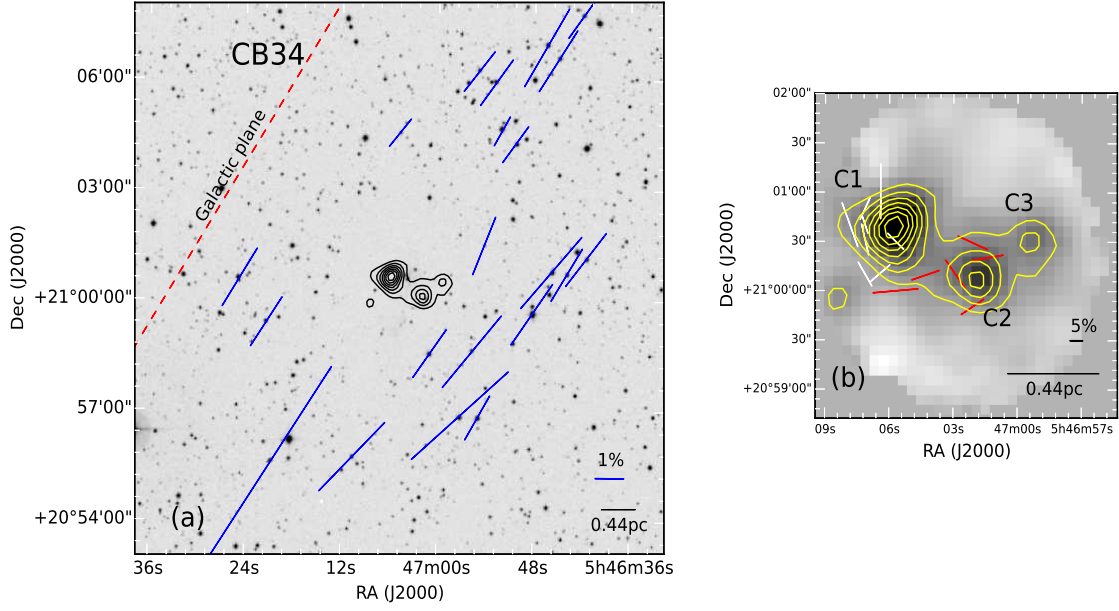 CB34
Galactic plane
06'00"
03'00"
+21°00'00"
57'00"
+20°54'00"
Dec (J2000)
1%
0.44pc
(a)
36s
24s
12s
47m00s
48s
5h46m36s
RA (J2000)
02'00"
30"
01'00"
30"
+21°00'00"
30"
+20°59'00"
Dec (J2000)
C1
C3
C2
5%
0.44pc
(b)
09s
06s
03s
47m00s
5h46m57s
RA (J2000)